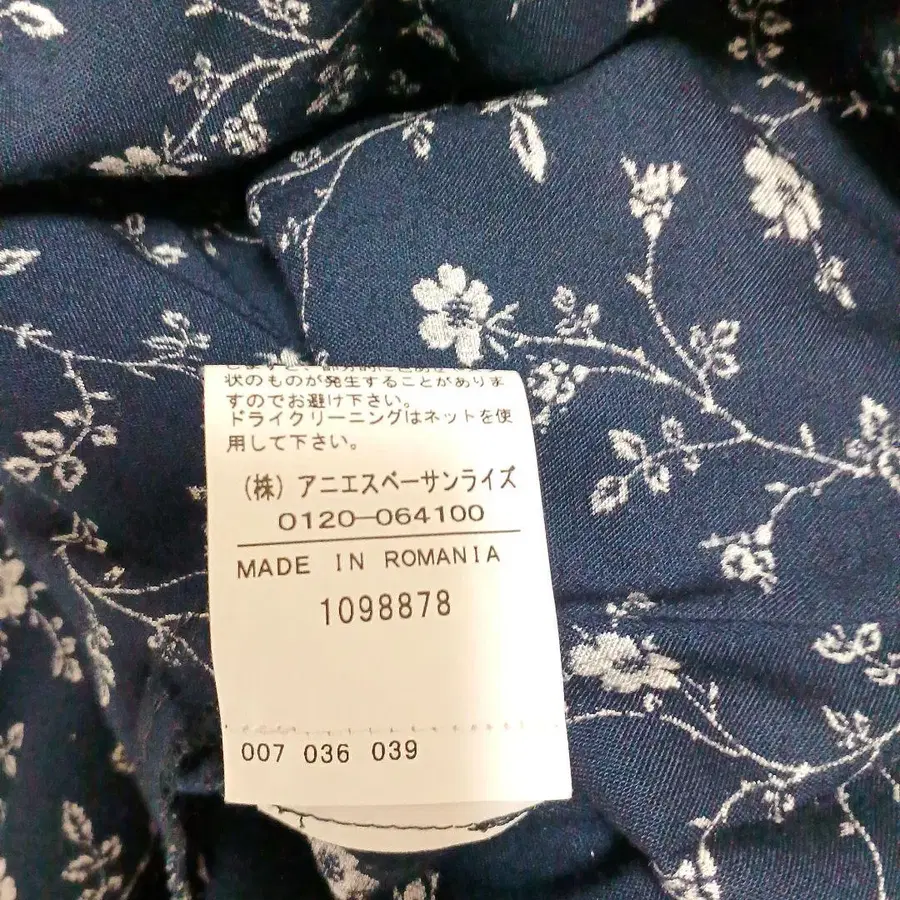 状のものが発生することがありま
すのでお避け下さい。
ドライクリーニングはネットを使
用して下さい。
(株) アニエスベーサンライズ
0120-064100
MADE IN ROMANIA
1098878
007 036 039